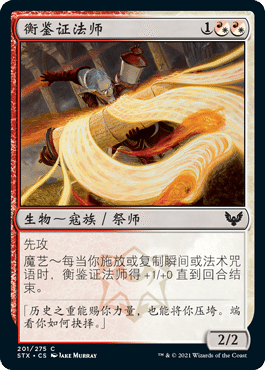 衡鉴证法师 1
生物～寇族 / 祭师
先攻
魔艺～每当你施放或复制瞬间或法术咒
语时，衡鉴证法师得+1/+0直到回合结
束。
「历史之重能赐你力量，也能将你压垮。端
看你如何抉择。」
2/2
201/275 C
STX • CS JAKE MURRAY
™ & © 2021 Wizards of the Coast